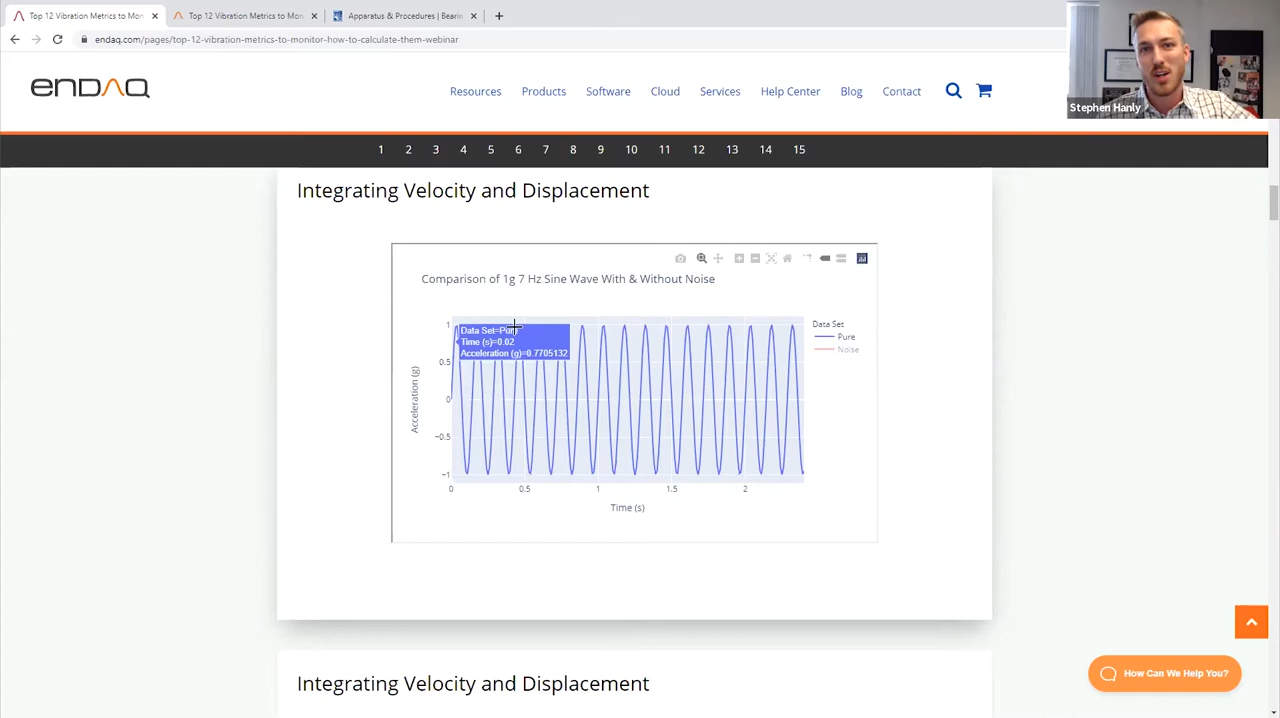 Top 12 Vibration Metrics to Mon
Top 12 Vibration Metrics to Mon
Apparatus & Procedures | Bearin
endaq.com/pages/top-12-vibration-metrics-to-monitor-how-to-calculate-them-webinar
enDAQ
Resources Products Software Cloud Services Help Center Blog Contact
Stephen Hanly
1 2 3 4 5 6 7 8 9 10 11 12 13 14 15
Integrating Velocity and Displacement
Comparison of 1g 7 Hz Sine Wave With & Without Noise
Data Set=Pure
Time (s)=0.02
Acceleration (g)=0.7705132
Data Set
Pure
Noise
1
0.5
0
−0.5
−1
Acceleration (g)
0 0.5 1 1.5 2
Time (s)
How Can We Help You?
Integrating Velocity and Displacement